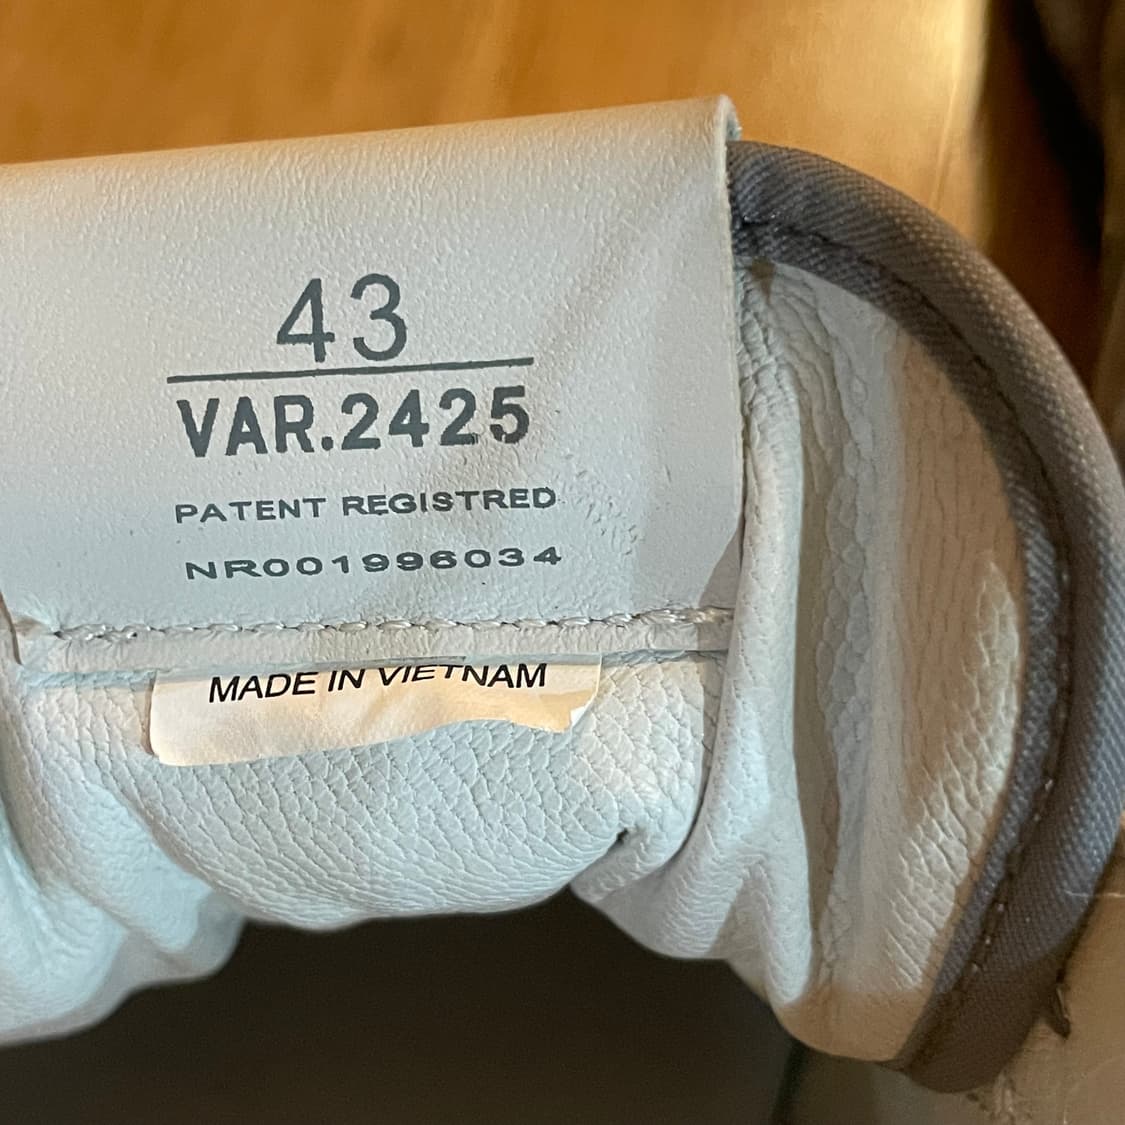 43
VAR.2425
PATENT REGISTRED
NR001996034
MADE IN VIETNAM